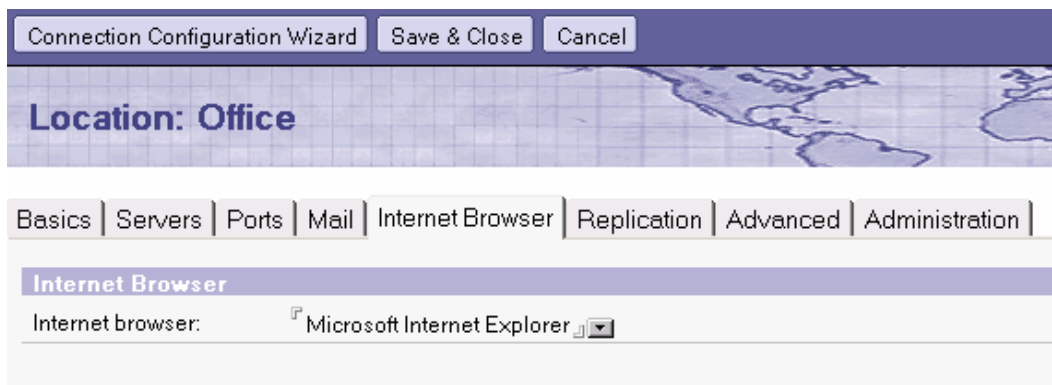 Connection Configuration Wizard Save & Close Cancel
Location: Office
Basics Servers Ports Mail Internet Browser Replication Advanced Administration
Internet Browser
Internet browser: Microsoft Internet Explorer